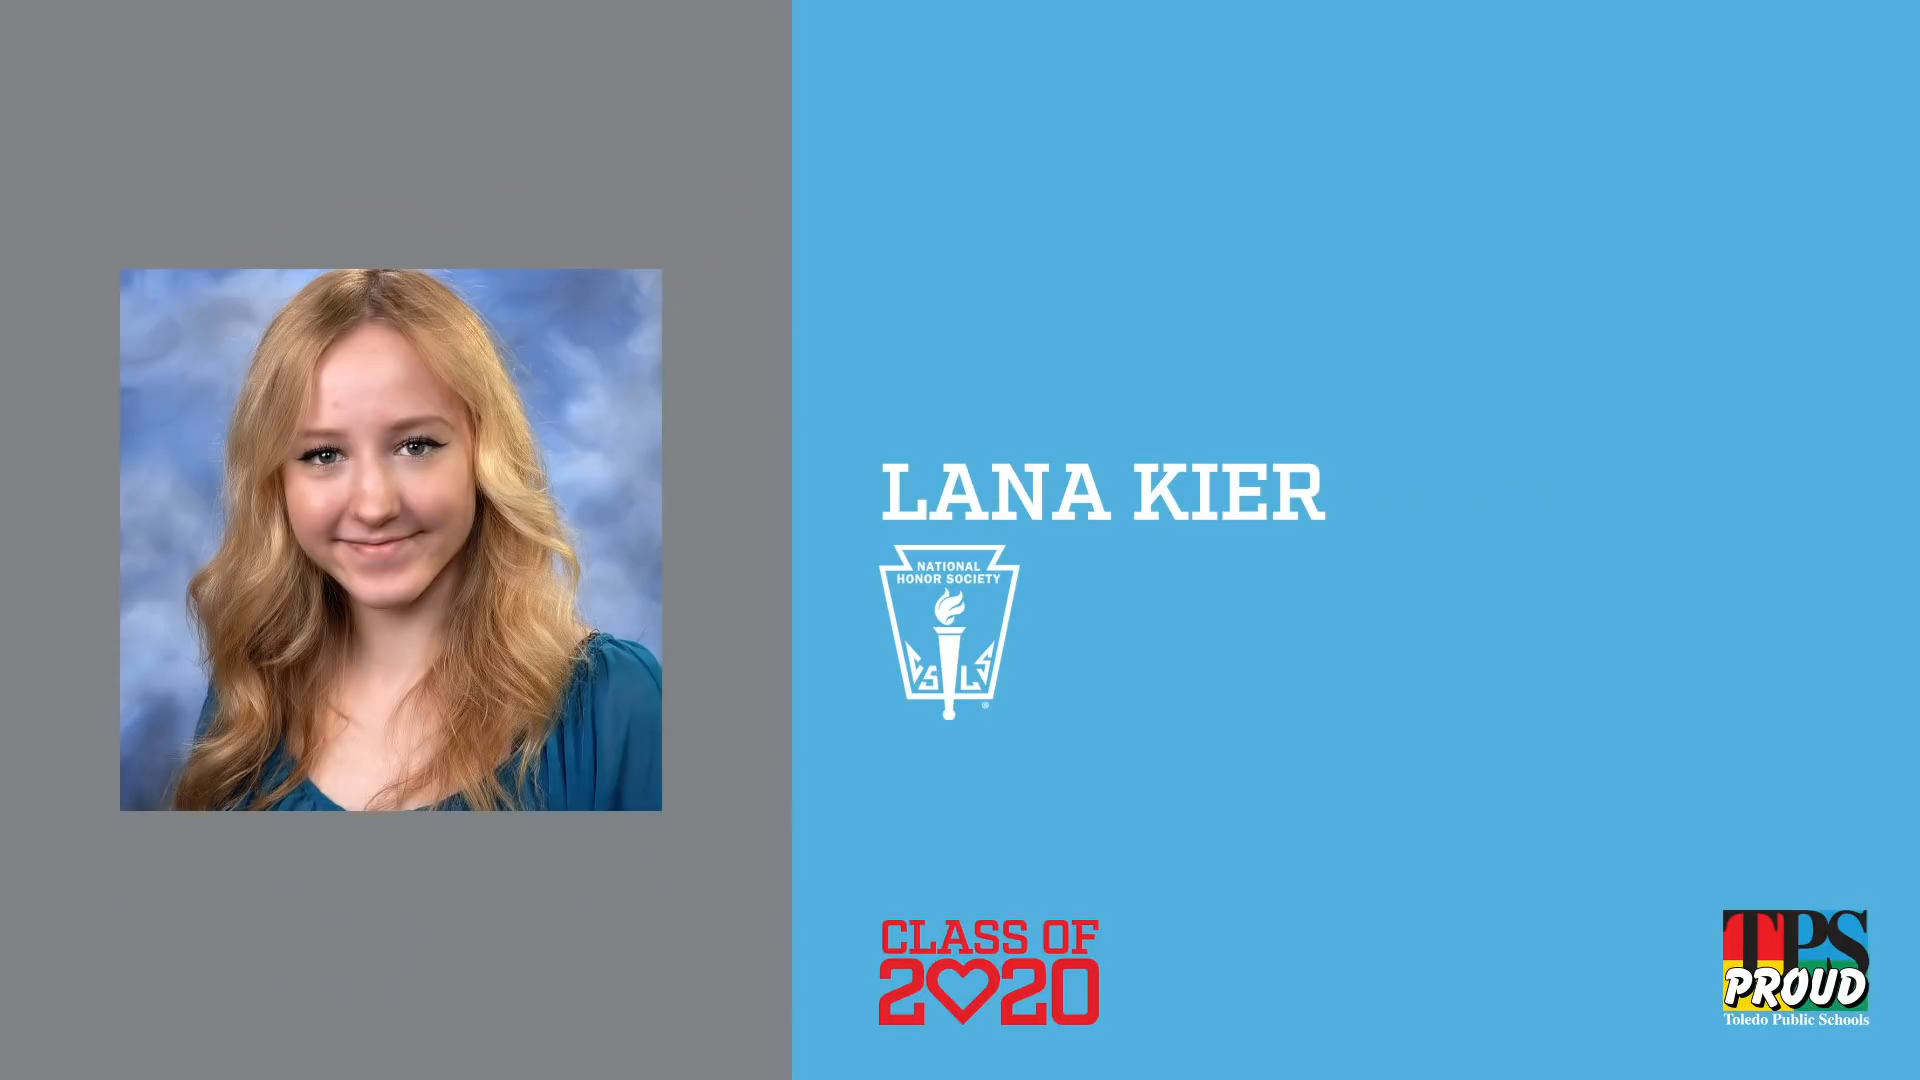 LANA KIER
NATIONAL
HONOR SOCIETY
C S L S
®
CLASS OF
2020
TPS
PROUD
Toledo Public Schools